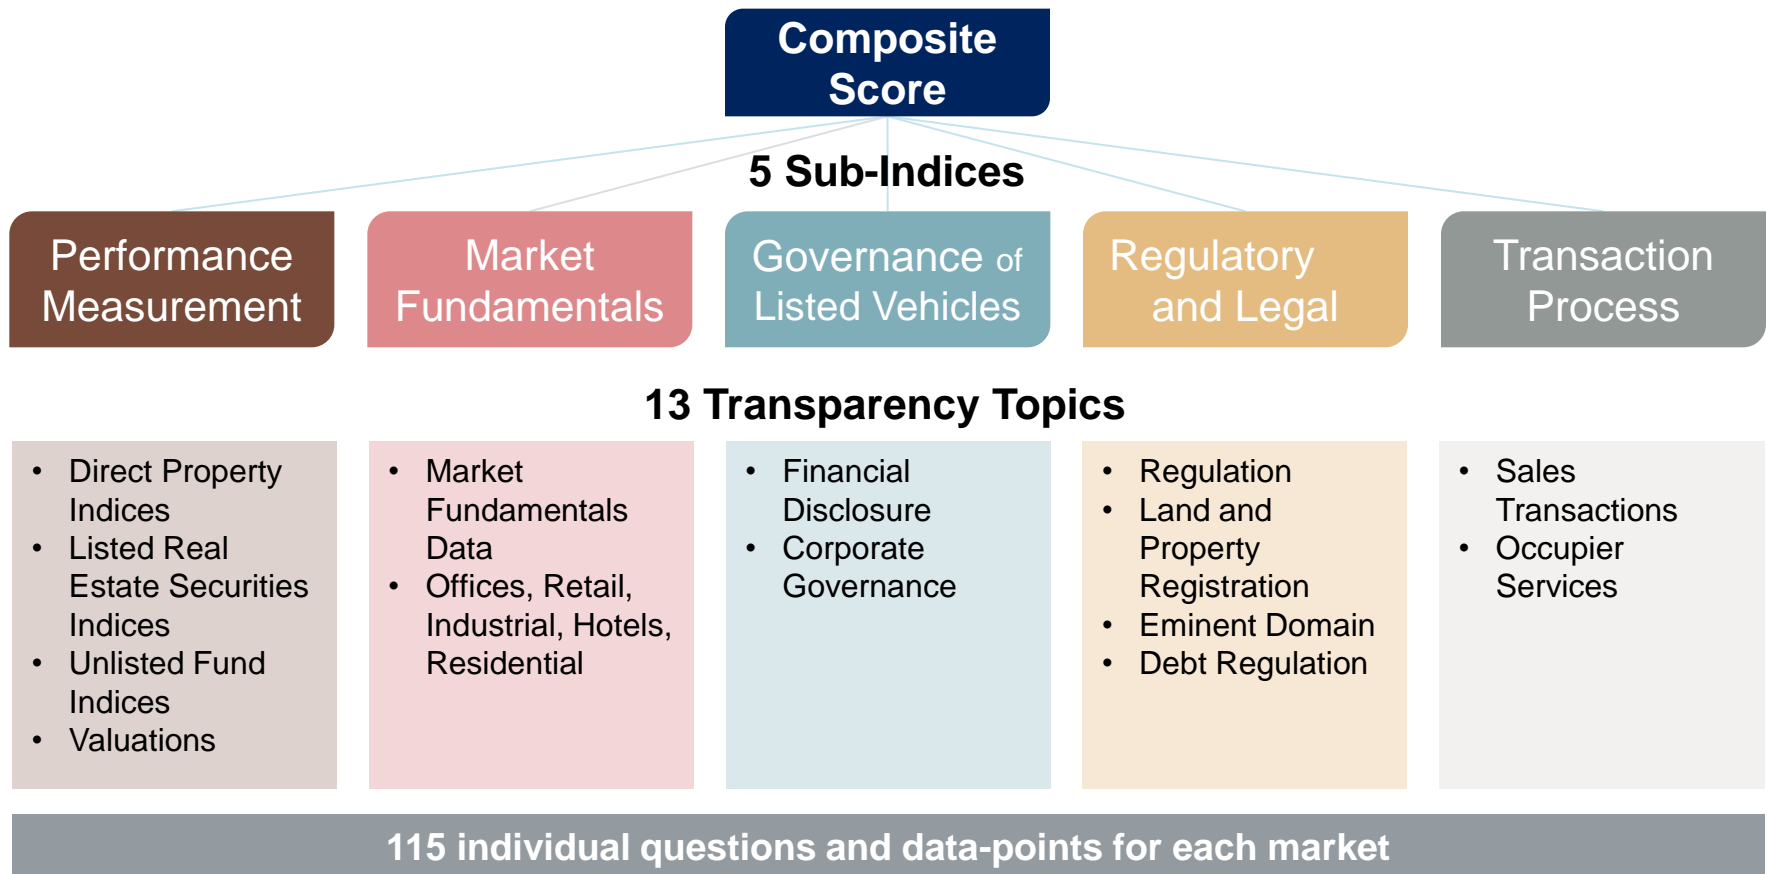 Composite
Score
5 Sub-Indices
Performance
Measurement
Market
Fundamentals
Governance of
Listed Vehicles
Regulatory
and Legal
Transaction
Process
13 Transparency Topics
• Direct Property
Indices
• Listed Real
Estate Securities
Indices
• Unlisted Fund
Indices
• Valuations
• Market
Fundamentals
Data
• Offices, Retail,
Industrial, Hotels,
Residential
• Financial
Disclosure
• Corporate
Governance
• Regulation
• Land and
Property
Registration
• Eminent Domain
• Debt Regulation
• Sales
Transactions
• Occupier
Services
115 individual questions and data-points for each market